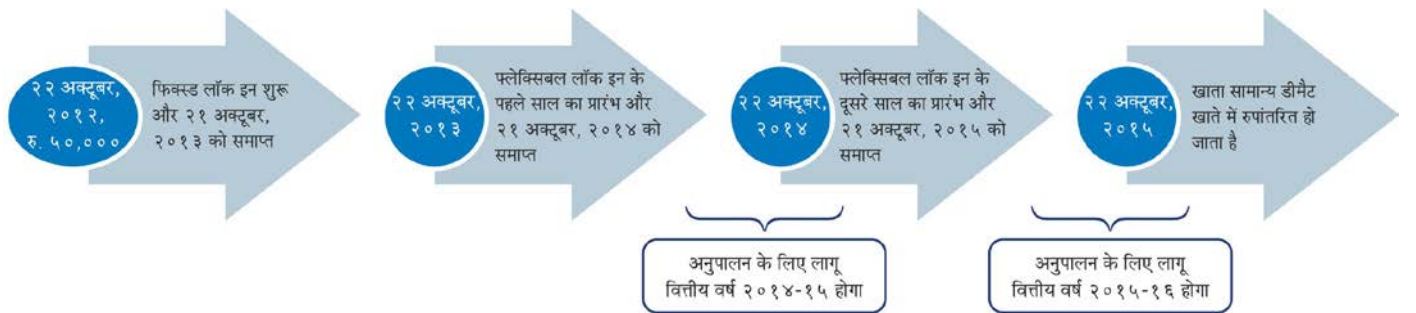 २२ अक्टूबर,
२०१२,
रु. ५०,०००
फिक्स्ड लॉक इन शुरू
और २१ अक्टूबर,
२०१३ को समाप्त
२२ अक्टूबर,
२०१३
फ्लेक्सिबल लॉक इन के
पहले साल का प्रारंभ और
२१ अक्टूबर, २०१४ को
समाप्त
२२ अक्टूबर,
२०१४
फ्लेक्सिबल लॉक इन के
दूसरे साल का प्रारंभ और
२१ अक्टूबर, २०१५ को
समाप्त
२२ अक्टूबर,
२०१५
खाता सामान्य डीमैट
खाते में रुपांतरित हो
जाता है
अनुपालन के लिए लागू
वित्तीय वर्ष २०१४-१५ होगा
अनुपालन के लिए लागू
वित्तीय वर्ष २०१५-१६ होगा